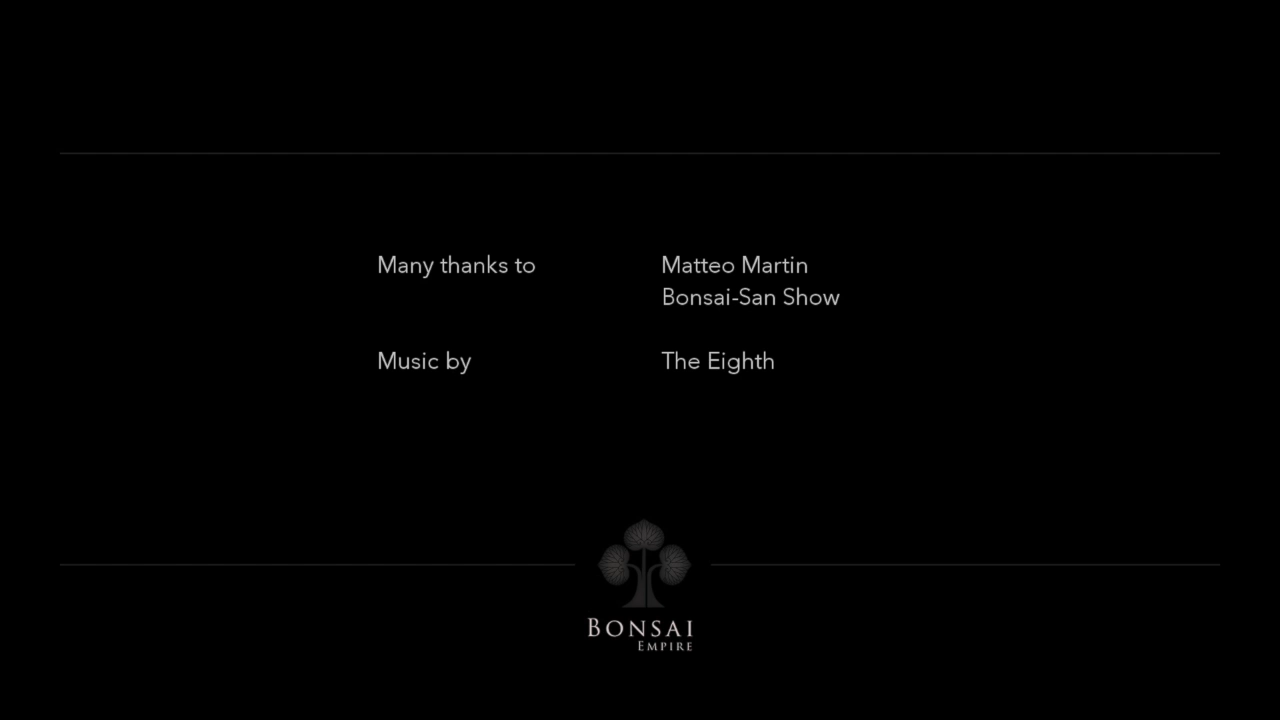 Many thanks to Matteo Martin
Bonsai-San Show
Music by The Eighth
BONSAI
EMPIRE